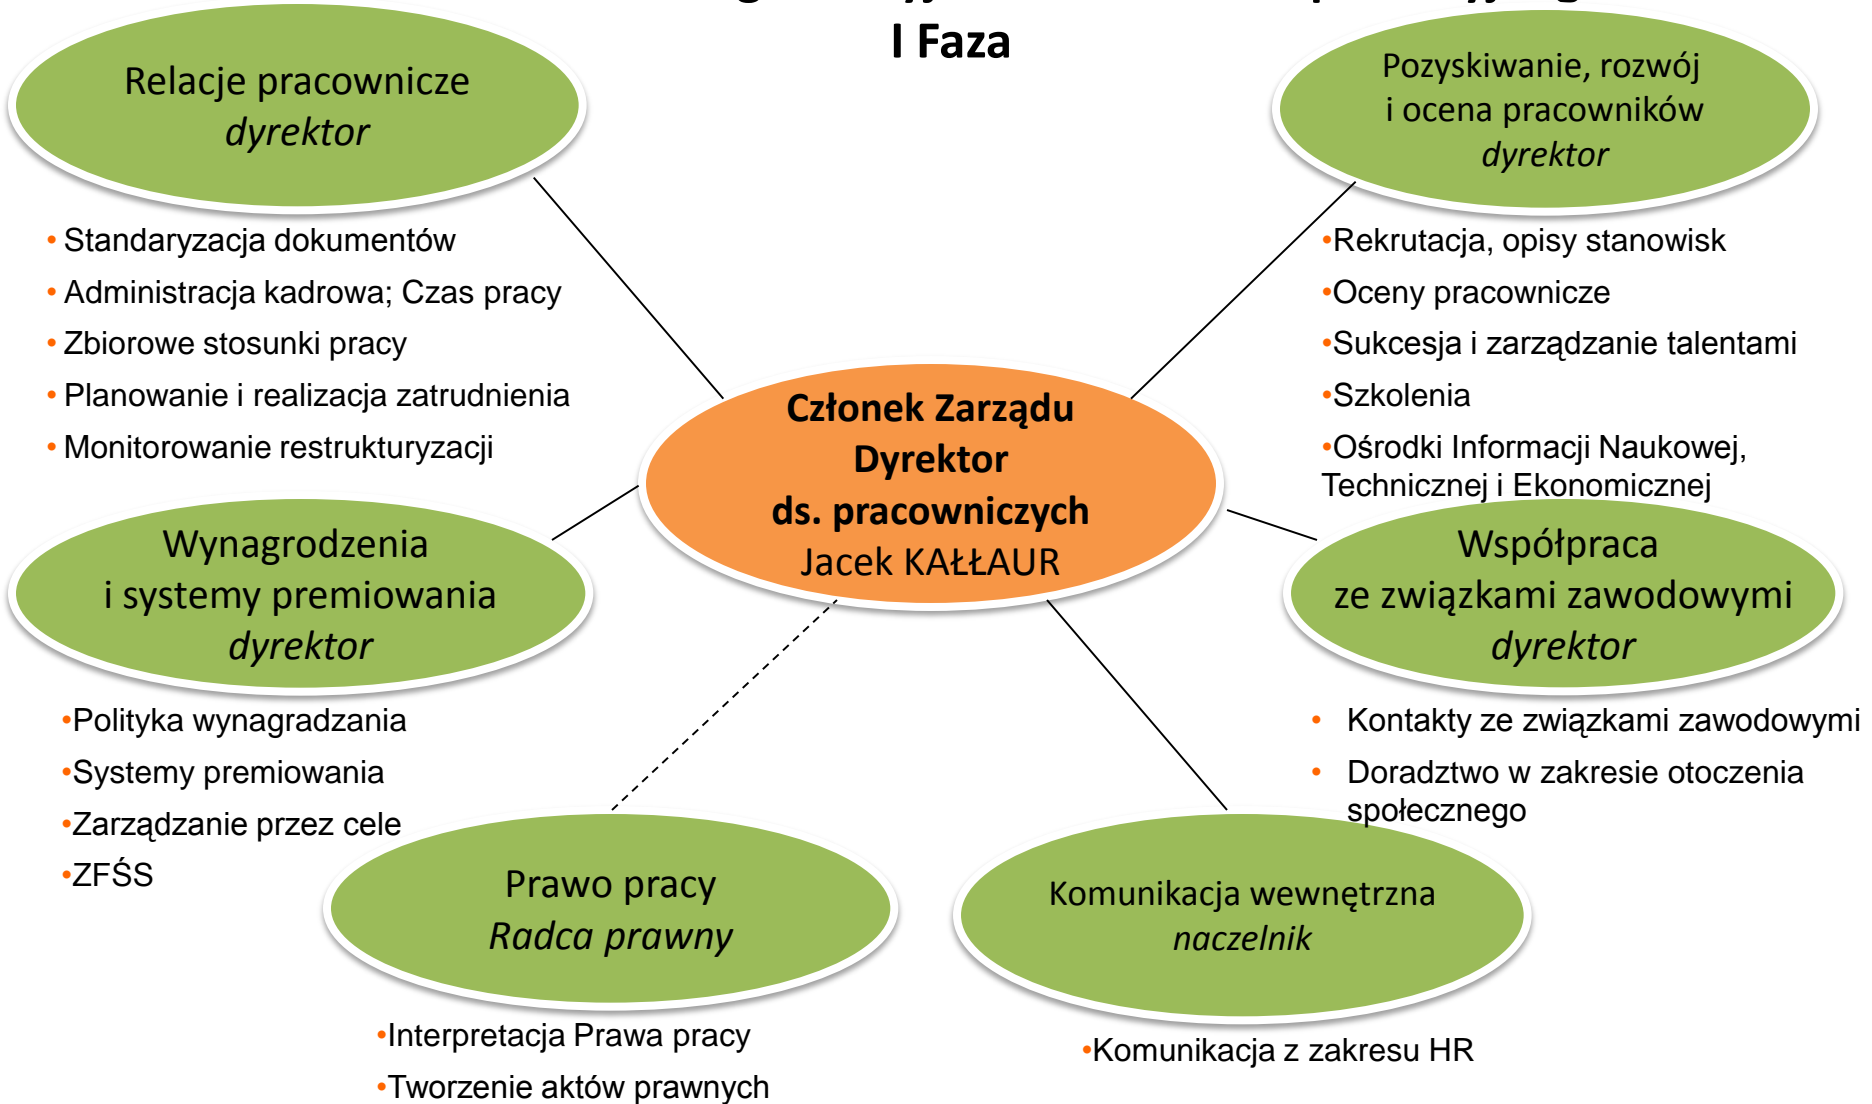 I Faza
Relacje pracownicze
dyrektor
• Standaryzacja dokumentów
• Administracja kadrowa; Czas pracy
• Zbiorowe stosunki pracy
• Planowanie i realizacja zatrudnienia
• Monitorowanie restrukturyzacji
Pozyskiwanie, rozwój
i ocena pracowników
dyrektor
•Rekrutacja, opisy stanowisk
•Oceny pracownicze
•Sukcesja i zarządzanie talentami
•Szkolenia
•Ośrodki Informacji Naukowej,
Technicznej i Ekonomicznej
Członek Zarządu
Dyrektor
ds. pracowniczych
Jacek KAŁŁAUR
Wynagrodzenia
i systemy premiowania
dyrektor
•Polityka wynagradzania
•Systemy premiowania
•Zarządzanie przez cele
•ZFŚS
Współpraca
ze związkami zawodowymi
dyrektor
• Kontakty ze związkami zawodowymi
• Doradztwo w zakresie otoczenia
społecznego
Prawo pracy
Radca prawny
•Interpretacja Prawa pracy
•Tworzenie aktów prawnych
Komunikacja wewnętrzna
naczelnik
•Komunikacja z zakresu HR